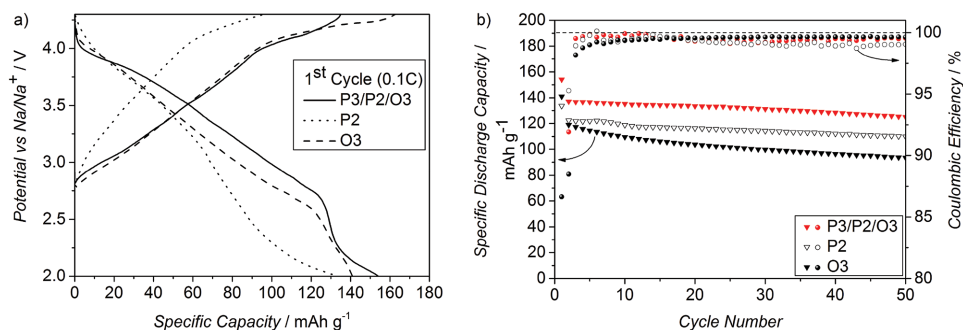 a)
Potential vs Na/Na+ / V
4.0
3.5
3.0
2.5
2.0
1st Cycle (0.1C)
P3/P2/O3
P2
O3
0 20 40 60 80 100 120 140 160 180
Specific Capacity / mAh g-1
b)
Specific Discharge Capacity /
mAh g-1
200
180
160
140
120
100
80
60
40
20
0
P3/P2/O3
P2
O3
100
95
90
85
80
Coulombic Efficiency / %
0 10 20 30 40 50
Cycle Number